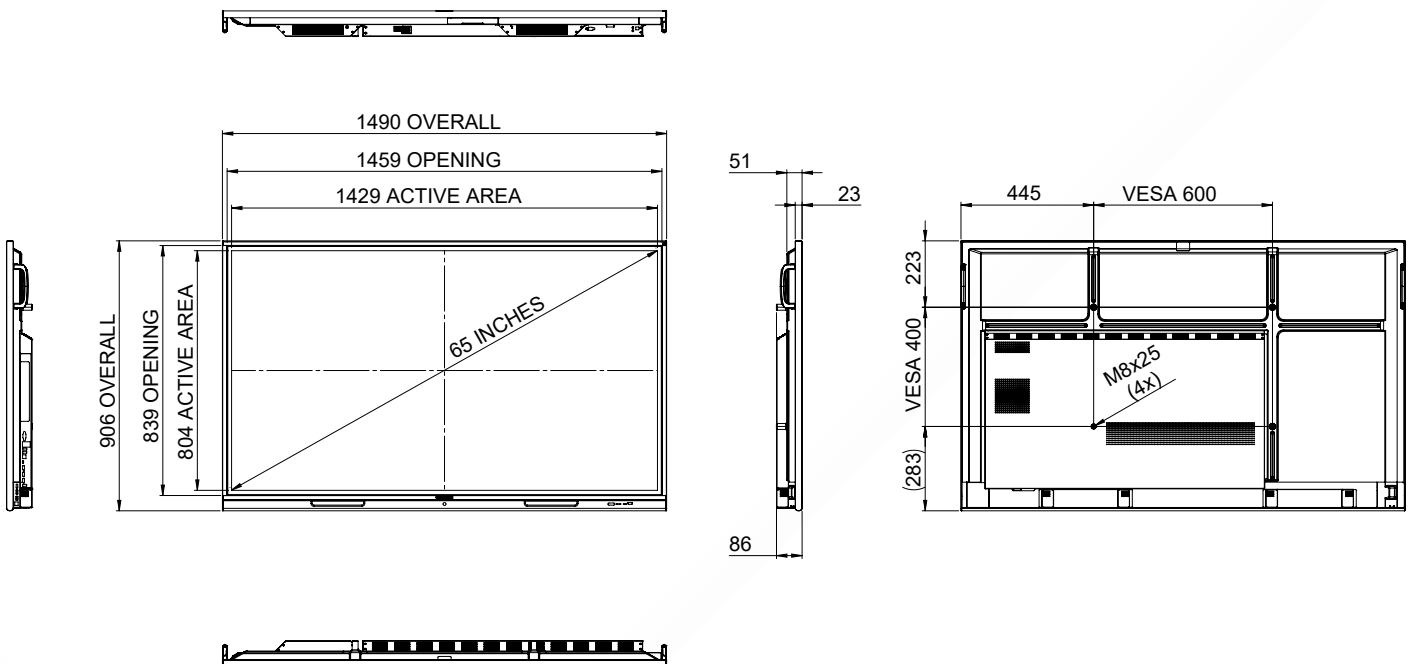 1490 OVERALL
1459 OPENING
1429 ACTIVE AREA
906 OVERALL
839 OPENING
804 ACTIVE AREA
65 INCHES
51
23
86
445
VESA 600
223
VESA 400
(283)
M8x25
(4x)